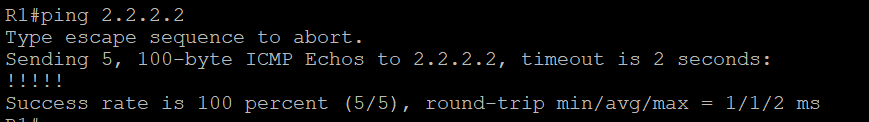 R1#ping 2.2.2.2
Type escape sequence to abort.
Sending 5, 100-byte ICMP Echos to 2.2.2.2, timeout is 2 seconds:
!!!!!
Success rate is 100 percent (5/5), round-trip min/avg/max = 1/1/2 ms
R1#